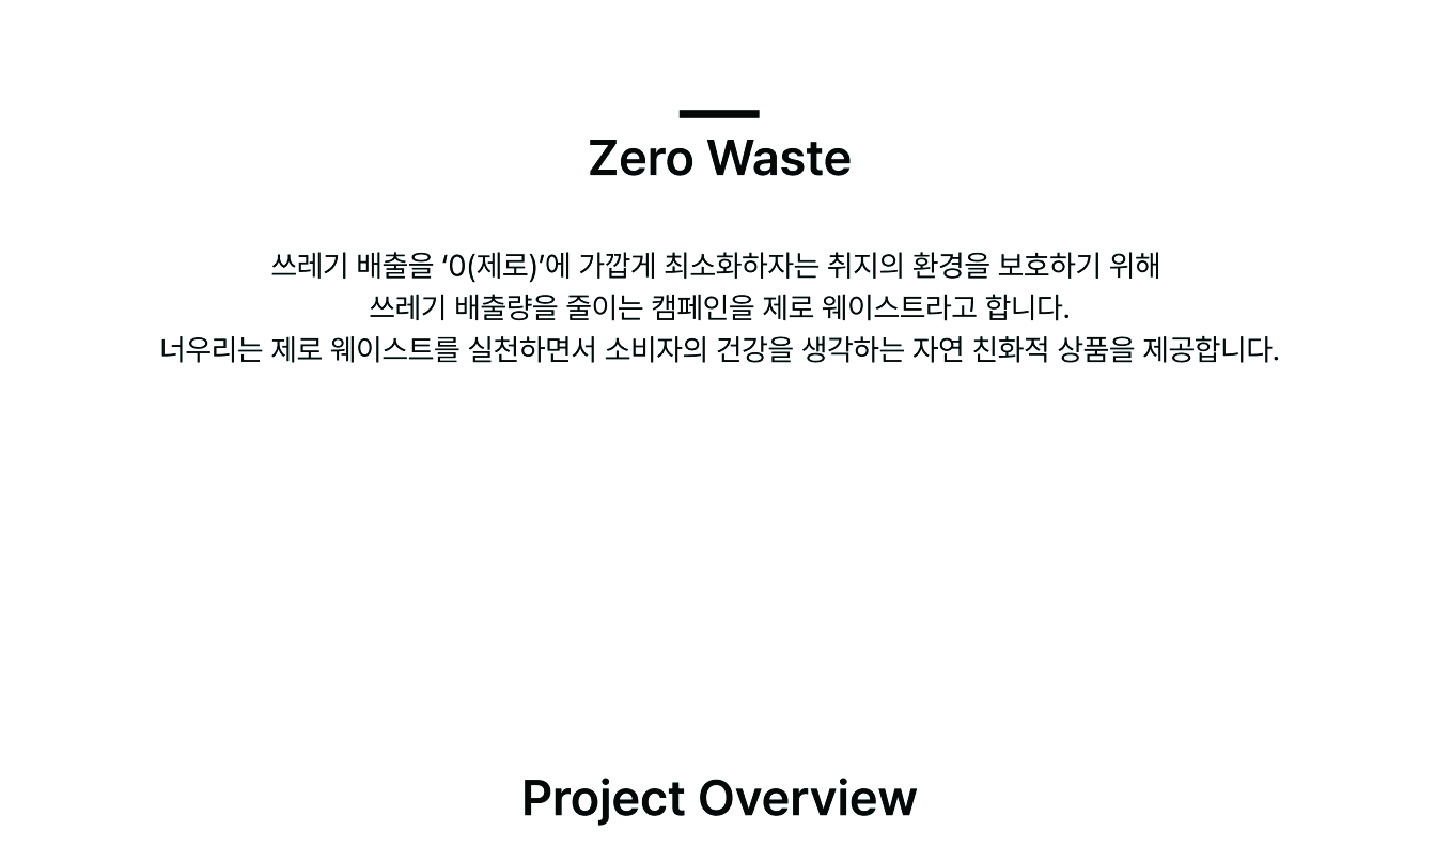 Zero Waste
쓰레기 배출을 ‘0(제로)’에 가깝게 최소화하자는 취지의 환경을 보호하기 위해
쓰레기 배출량을 줄이는 캠페인을 제로 웨이스트라고 합니다.
너우리는 제로 웨이스트를 실천하면서 소비자의 건강을 생각하는 자연 친화적 상품을 제공합니다.
Project Overview